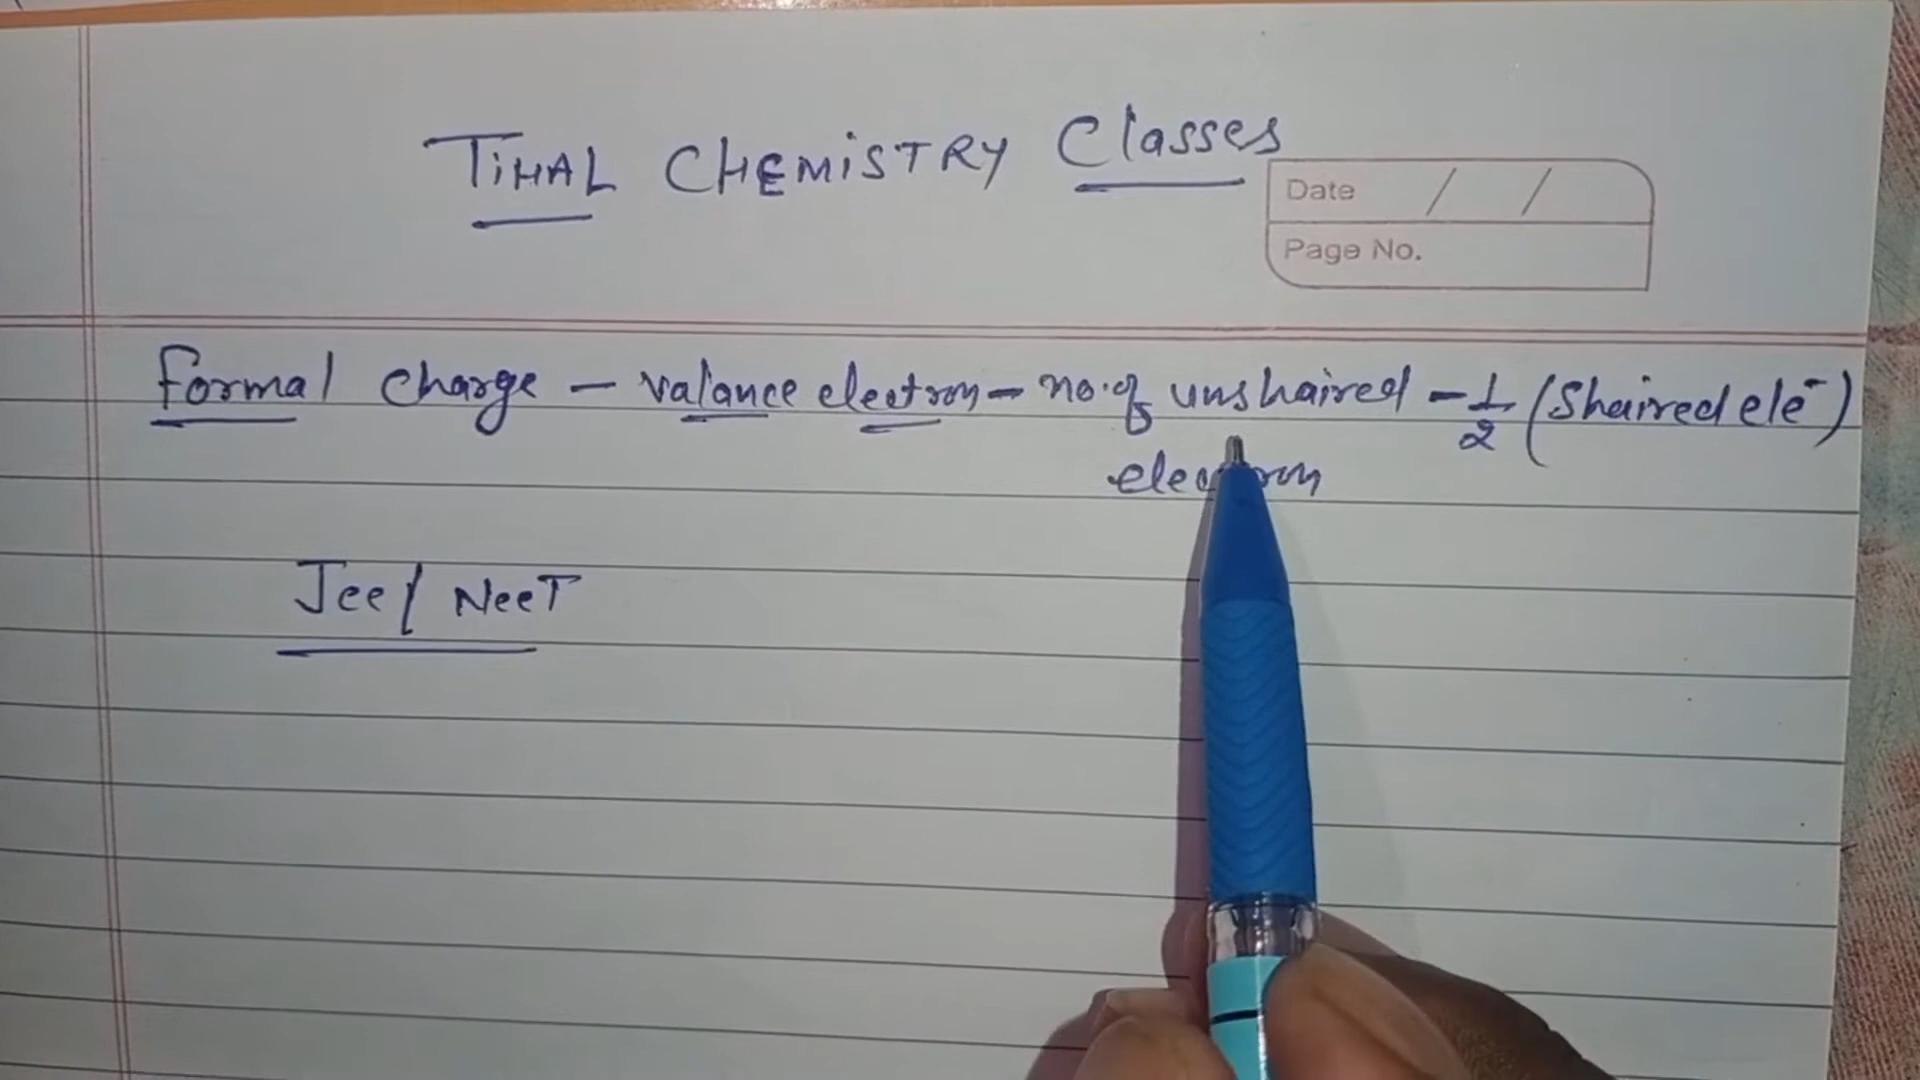 TiHAL CHEMiSTRY Classes
Date / /
Page No.
Formal charge – valance electron – no. of unshaired – 1/2 (Shaired ele⁻)
electron
Jee/ NeeT